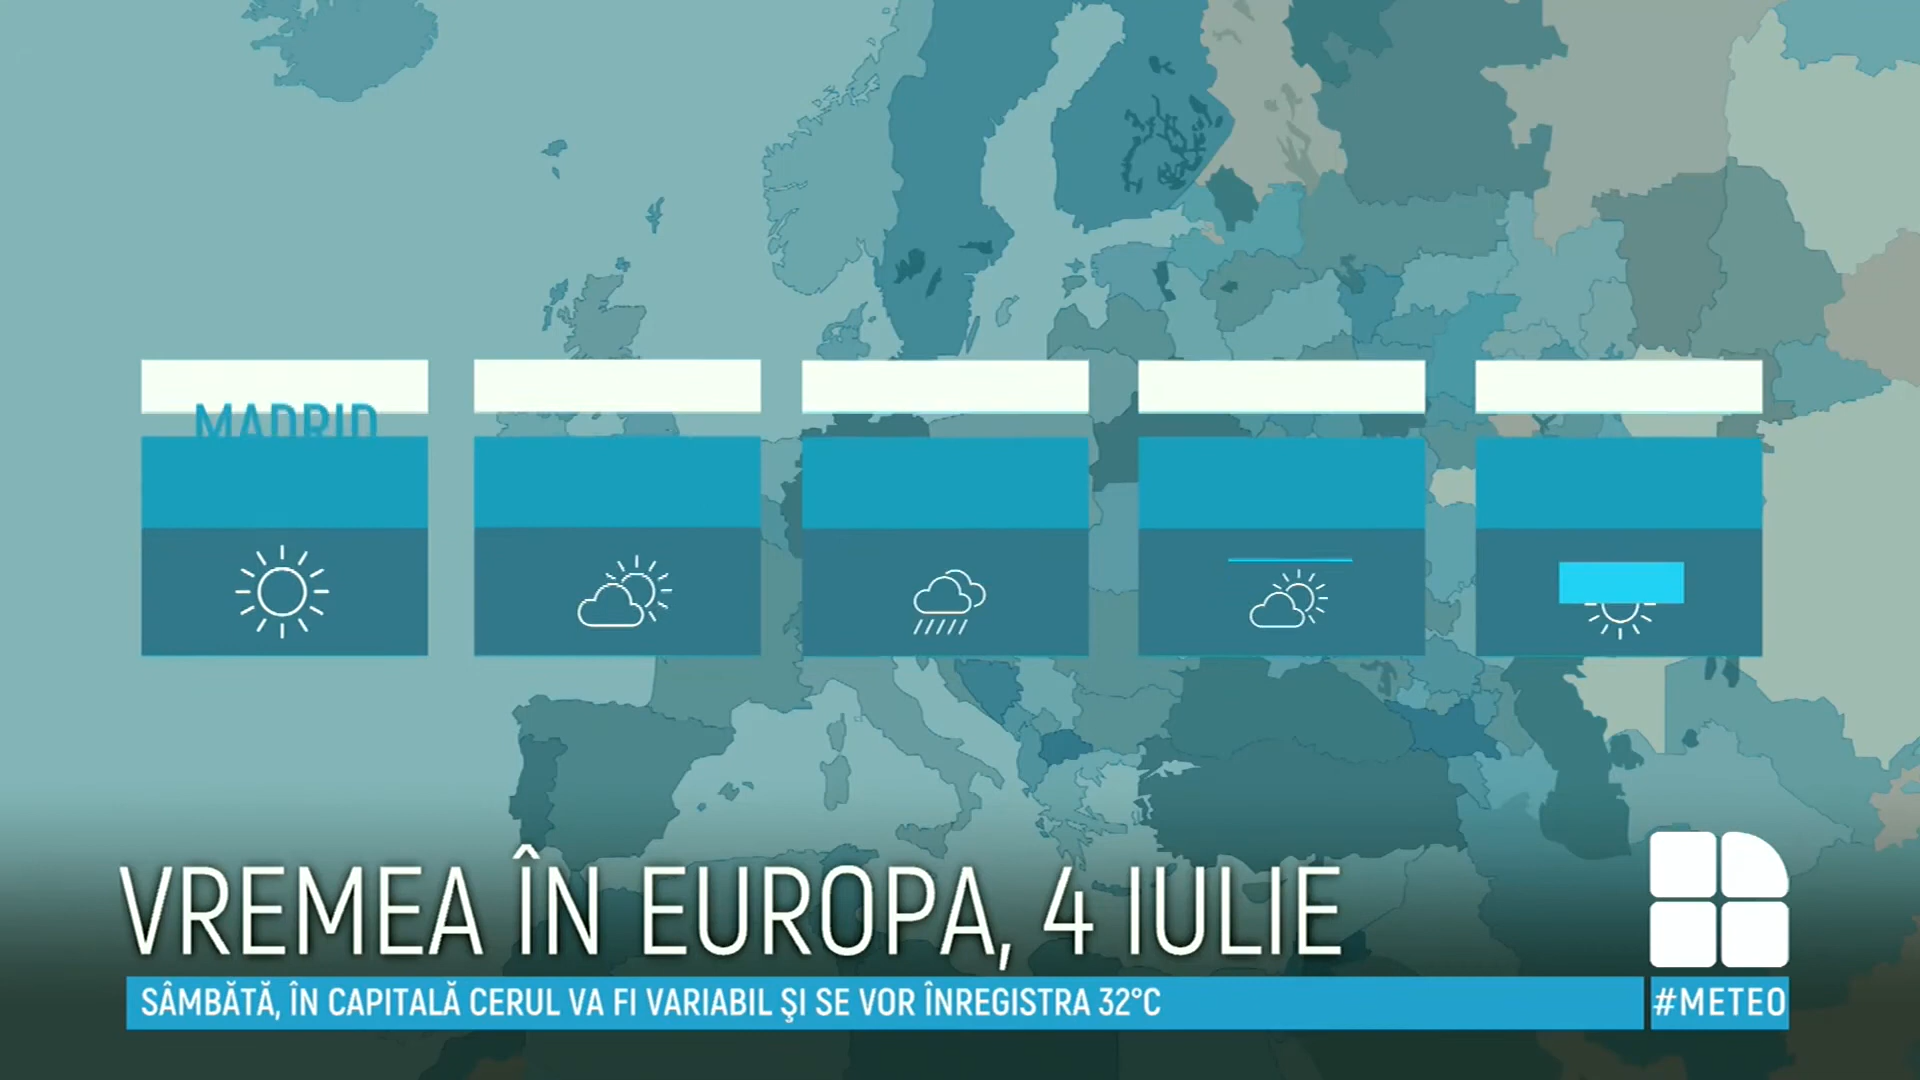 MADRID
VREMEA ÎN EUROPA, 4 IULIE
SÂMBĂTĂ, ÎN CAPITALĂ CERUL VA FI VARIABIL ŞI SE VOR ÎNREGISTRA 32°C
#METEO